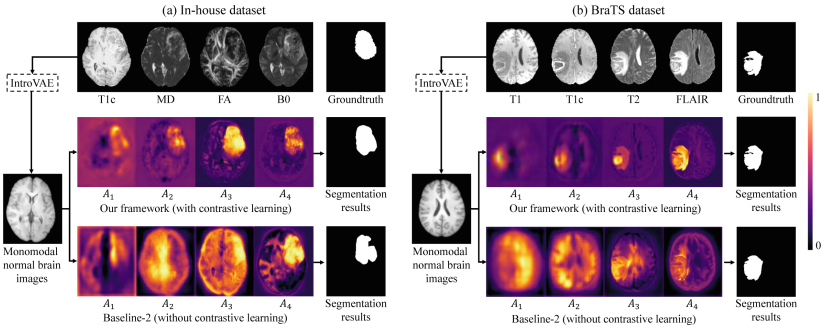 (a) In-house dataset
IntroVAE
T1c MD FA B0 Groundtruth
A1 A2 A3 A4
Our framework (with contrastive learning)
Segmentation
results
Monomodal
normal brain
images
A1 A2 A3 A4
Baseline-2 (without contrastive learning)
Segmentation
results
(b) BraTS dataset
IntroVAE
T1 T1c T2 FLAIR Groundtruth
A1 A2 A3 A4
Our framework (with contrastive learning)
Segmentation
results
Monomodal
normal brain
images
A1 A2 A3 A4
Baseline-2 (without contrastive learning)
Segmentation
results
1
0